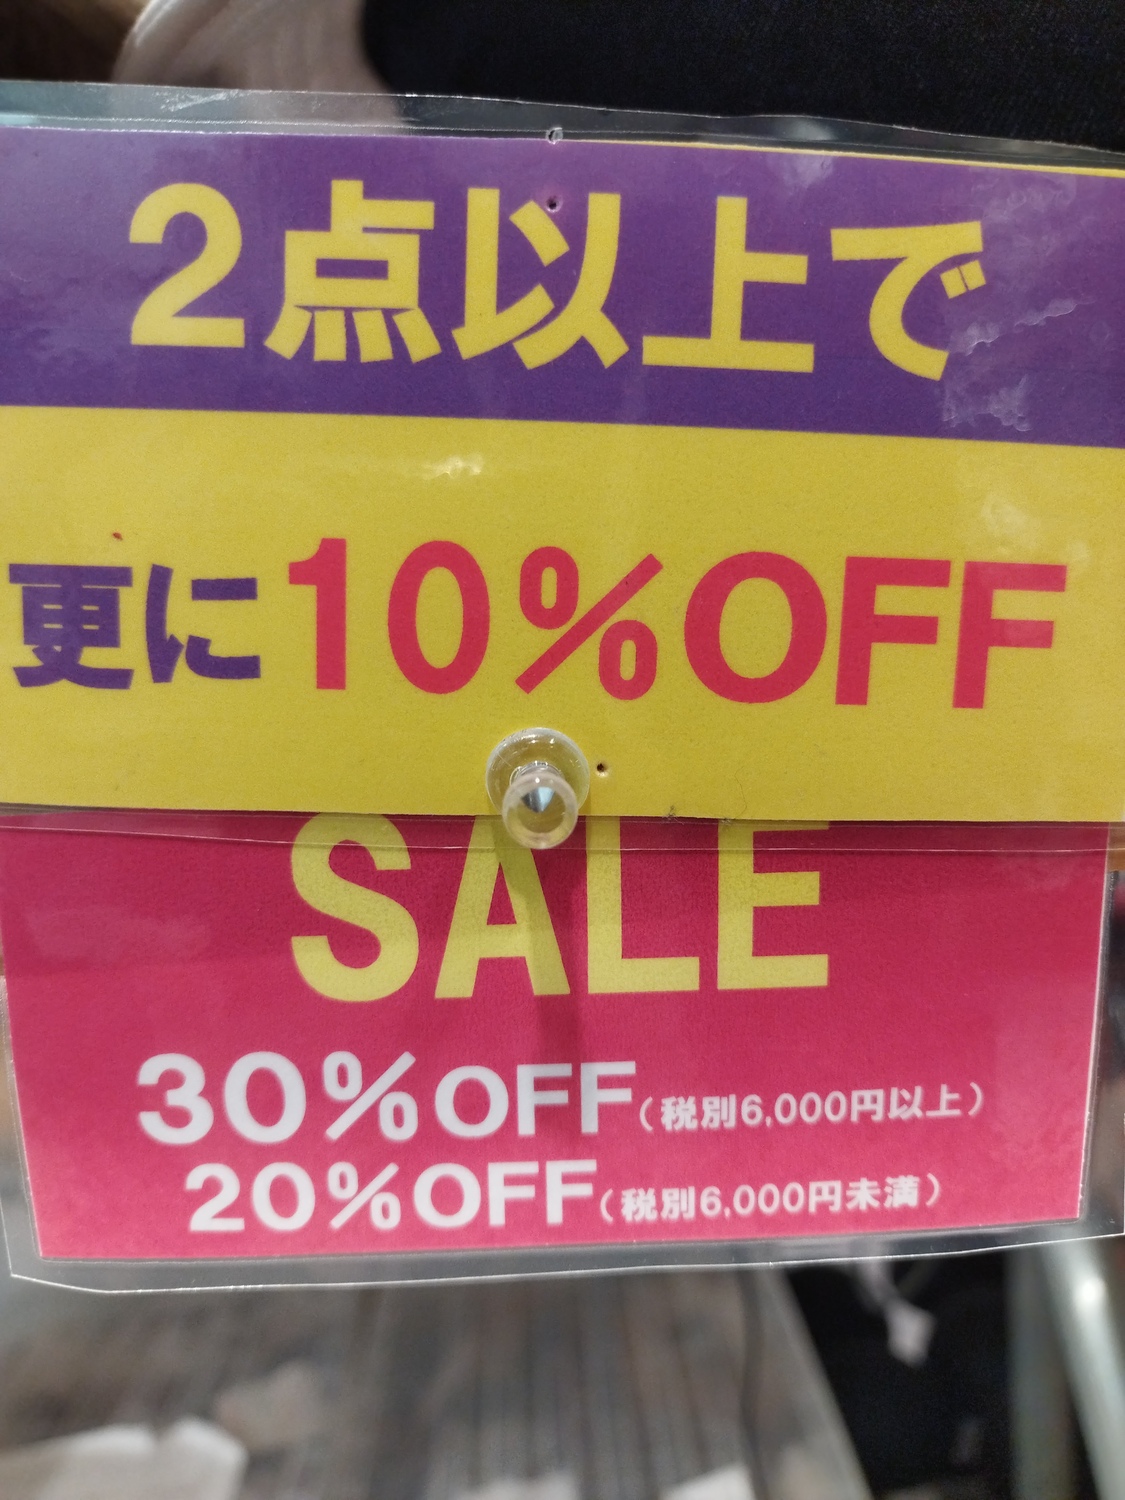 2点以上で
更に10%OFF
SALE
30%OFF(税別6,000円以上)
20%OFF(税別6,000円未満)